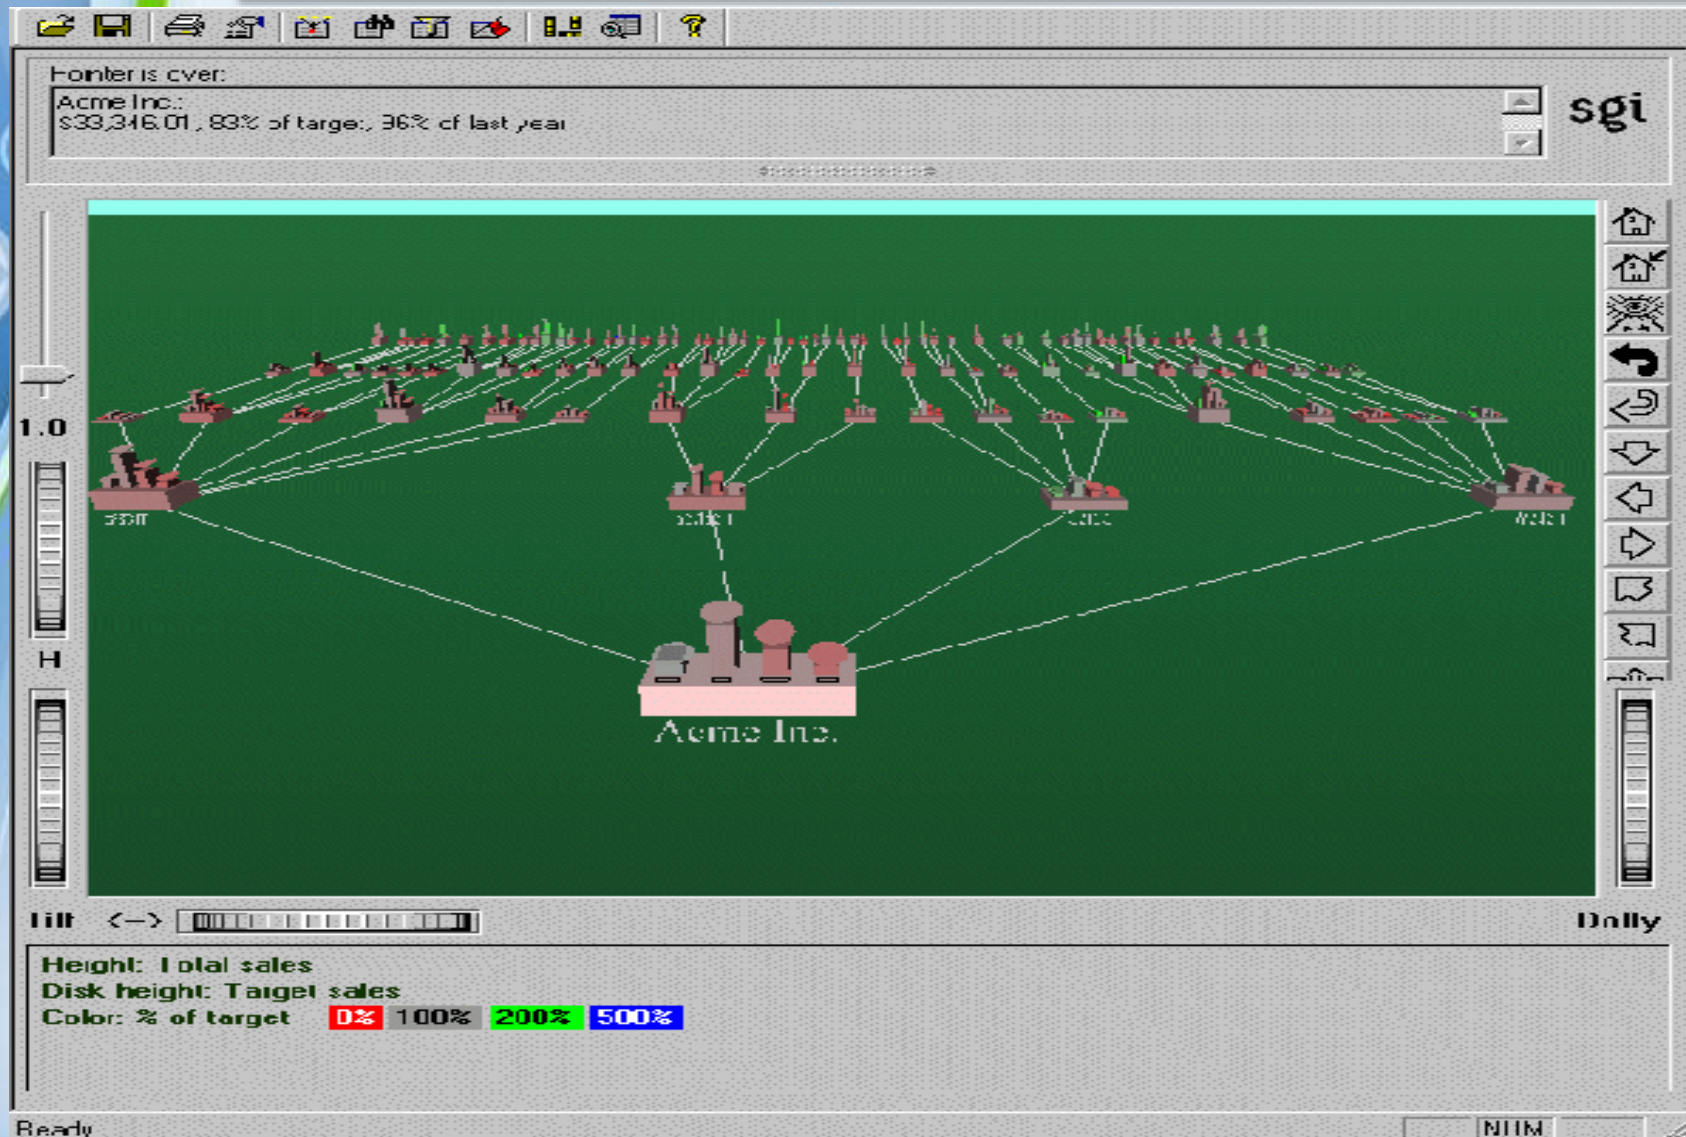 Pointer is over:
Acme Inc.:
$33,346.01, 83% of target, 96% of last year
sgi
1.0
Acme Inc.
H
Tilt <-> Dolly
Height: Total sales
Disk height: Target sales
Color: % of target 0% 100% 200% 500%
Ready NUM